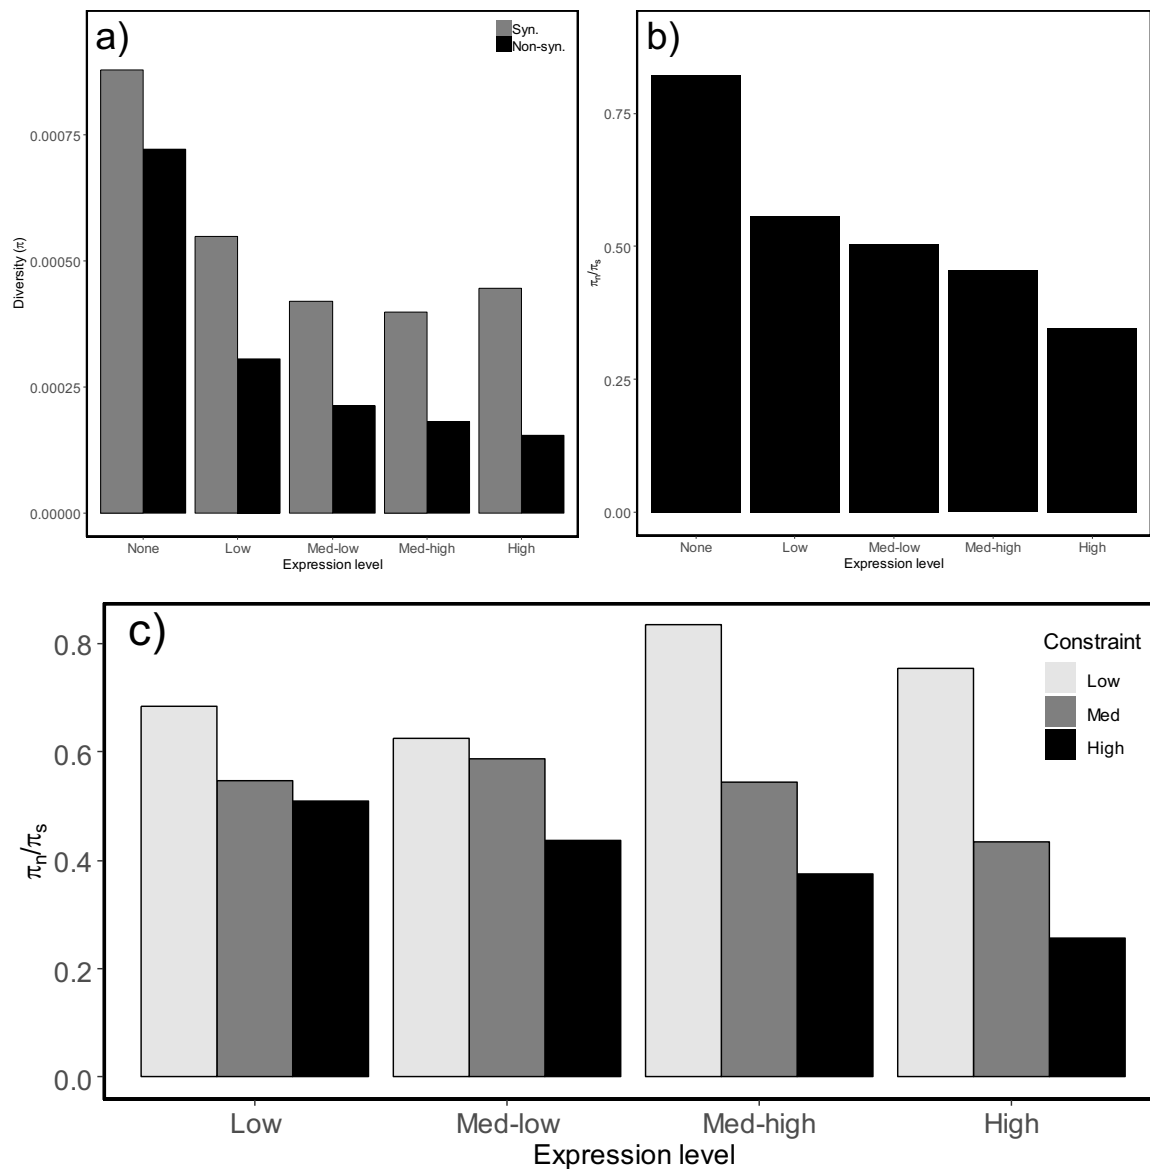 a)
Syn.
Non-syn.
Diversity (π)
0.00075
0.00050
0.00025
0.00000
None Low Med-low Med-high High
Expression level
b)
πn/πs
0.75
0.50
0.25
0.00
None Low Med-low Med-high High
Expression level
c)
Constraint
Low
Med
High
πn/πs
0.8
0.6
0.4
0.2
0.0
Low Med-low Med-high High
Expression level